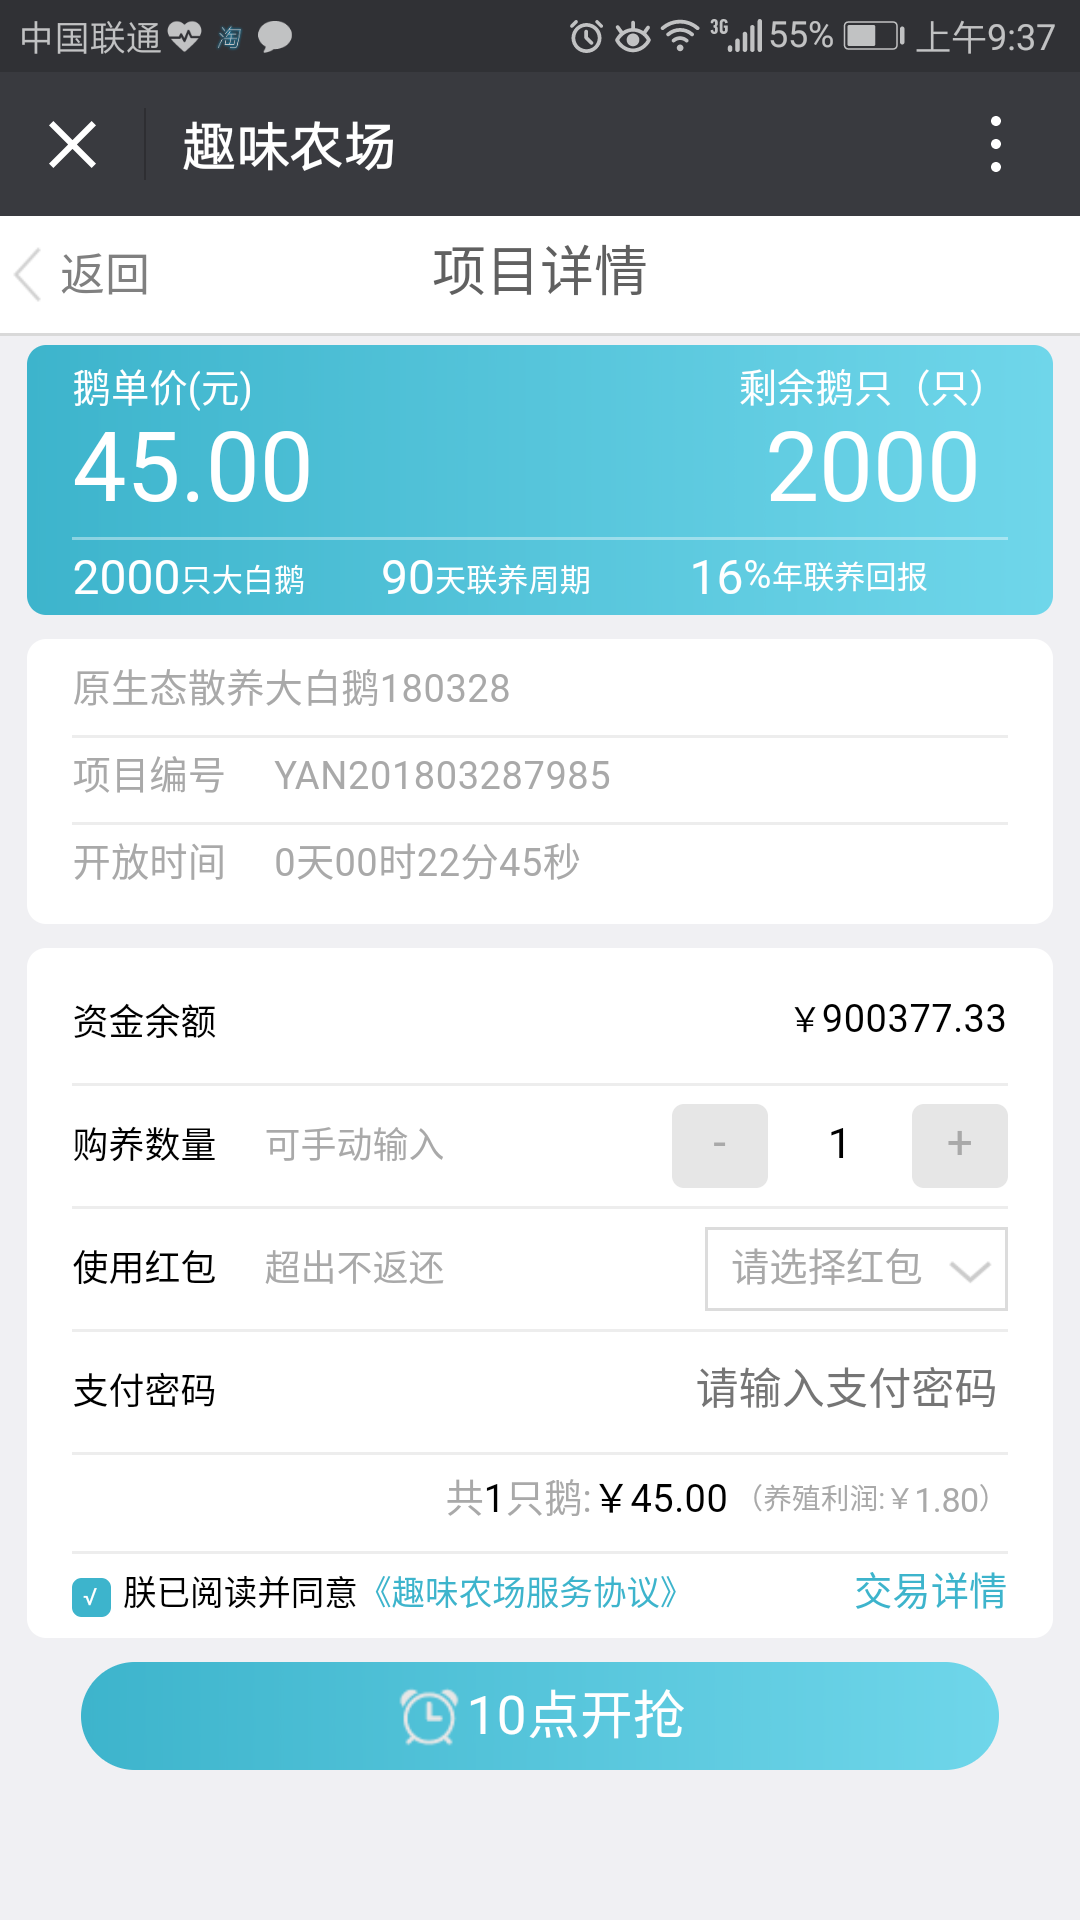 中国联通 淘 3G 55% 上午9:37
趣味农场
返回 项目详情
鹅单价(元) 剩余鹅只（只）
45.00 2000
2000只大白鹅 90天联养周期 16%年联养回报
原生态散养大白鹅180328
项目编号 YAN201803287985
开放时间 0天00时22分45秒
资金余额 ￥900377.33
购养数量 可手动输入 - 1 +
使用红包 超出不返还 请选择红包
支付密码 请输入支付密码
共1只鹅:￥45.00（养殖利润:￥1.80）
√ 朕已阅读并同意《趣味农场服务协议》 交易详情
10点开抢